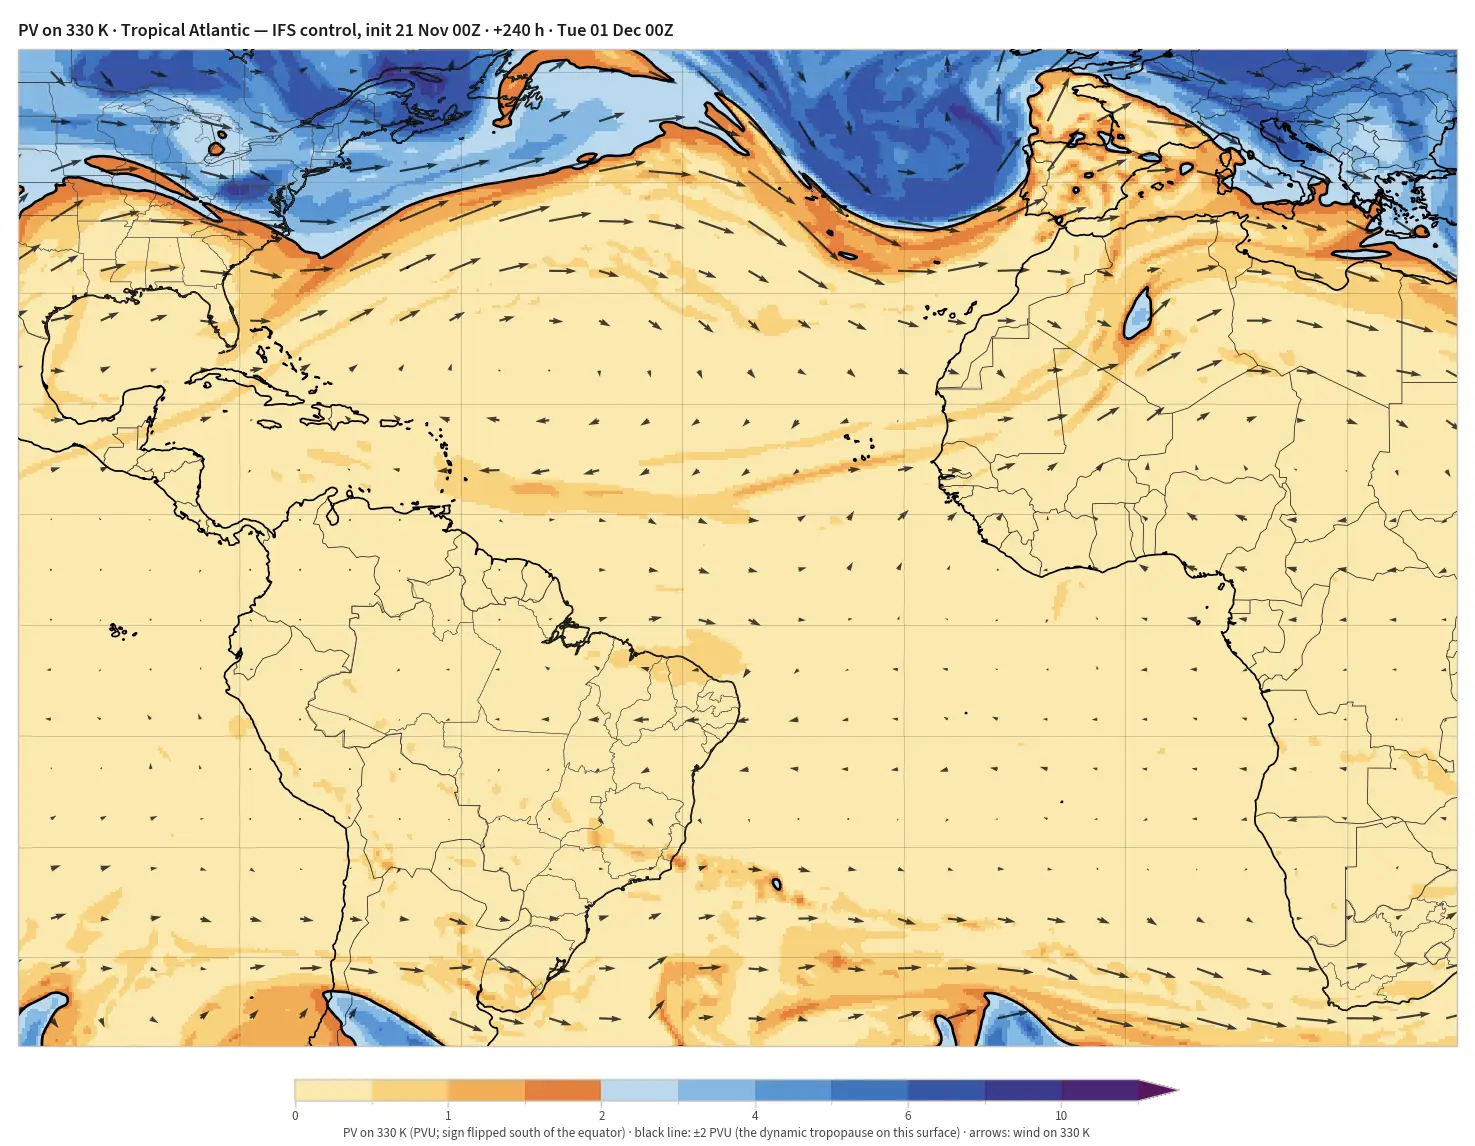 PV on 330 K · Tropical Atlantic — IFS control, init 21 Nov 00Z · +240 h · Tue 01 Dec 00Z
0 1 2 4 6 8 10
PV on 330 K (PVU; sign flipped south of the equator) · black line: ±2 PVU (the dynamic tropopause on this surface) · arrows: wind on 330 K